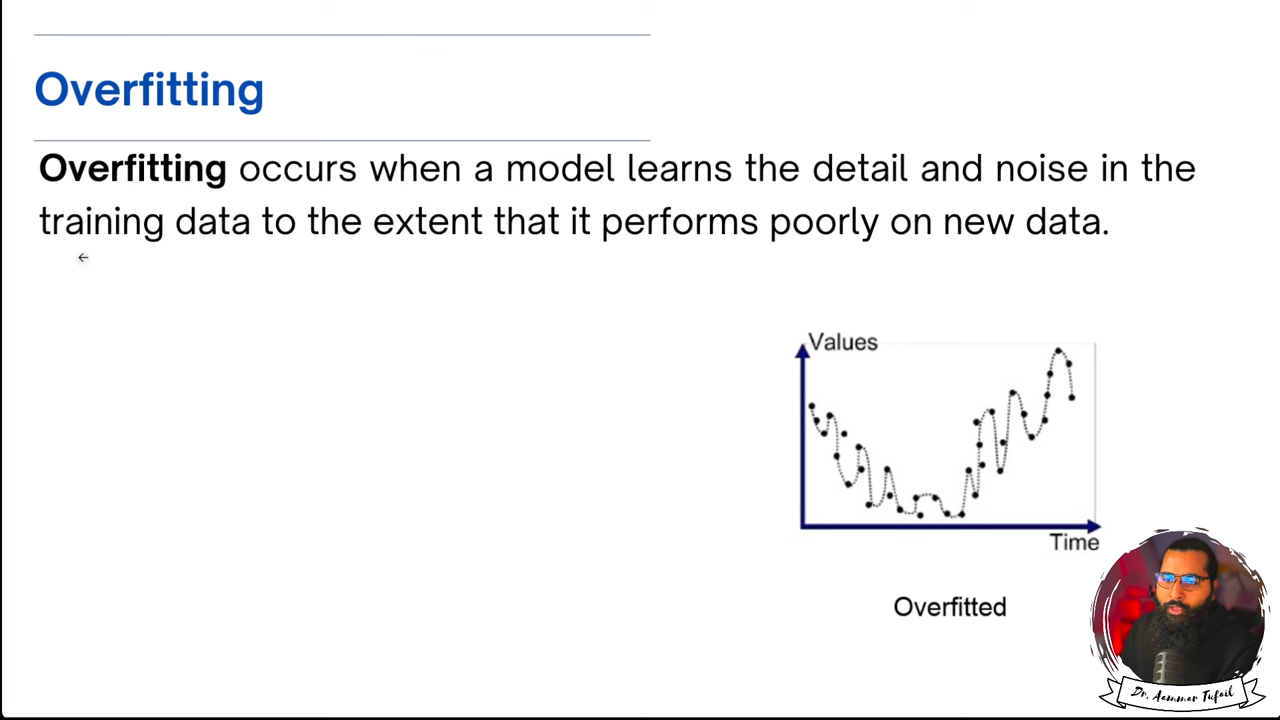 Overfitting
Overfitting occurs when a model learns the detail and noise in the
training data to the extent that it performs poorly on new data.
Values
Time
Overfitted
Dr. Aammar Tufail